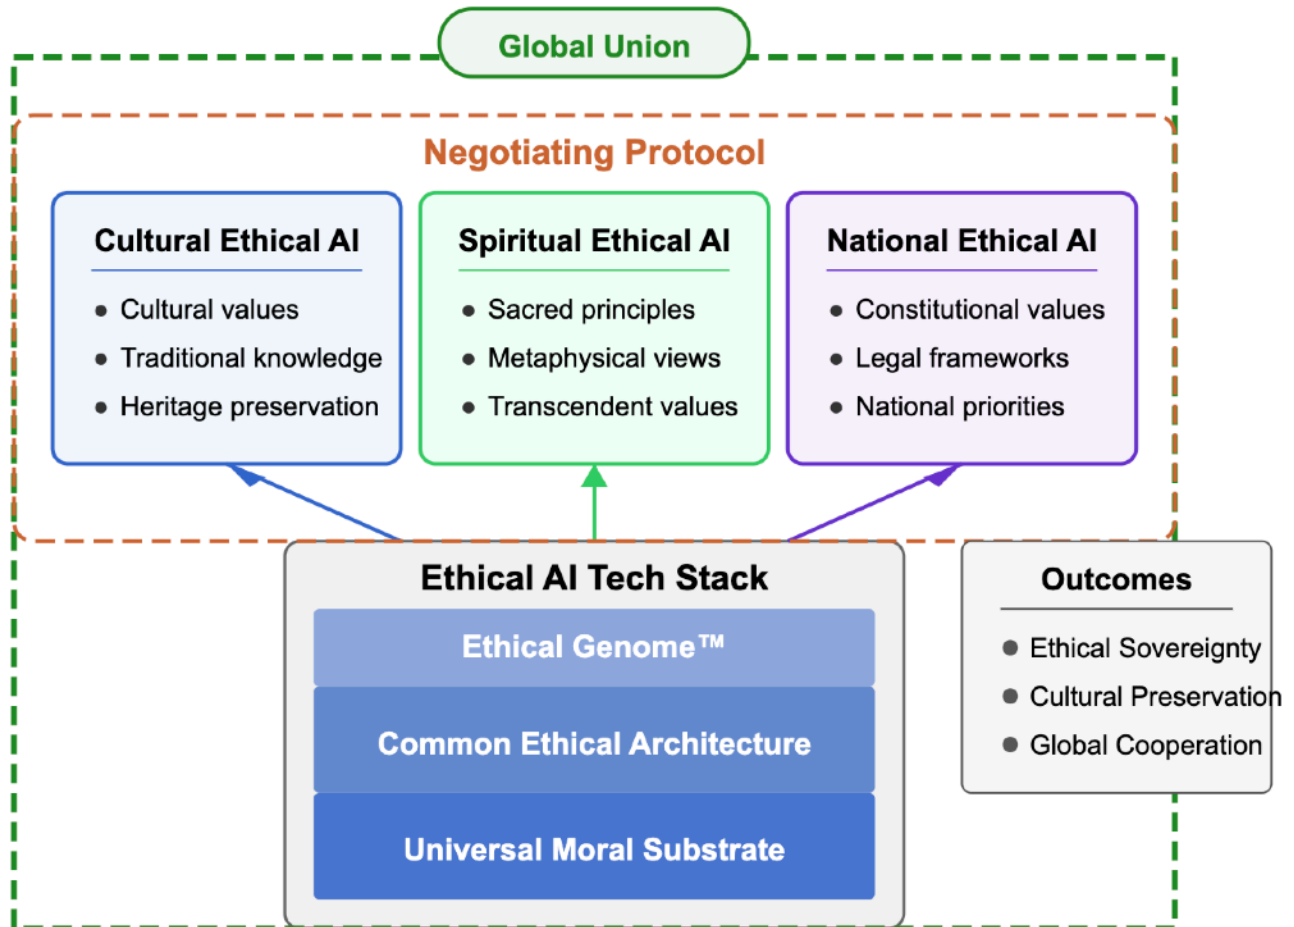 Global Union
Negotiating Protocol
Cultural Ethical AI
• Cultural values
• Traditional knowledge
• Heritage preservation
Spiritual Ethical AI
• Sacred principles
• Metaphysical views
• Transcendent values
National Ethical AI
• Constitutional values
• Legal frameworks
• National priorities
Ethical AI Tech Stack
Ethical Genome™
Common Ethical Architecture
Universal Moral Substrate
Outcomes
• Ethical Sovereignty
• Cultural Preservation
• Global Cooperation